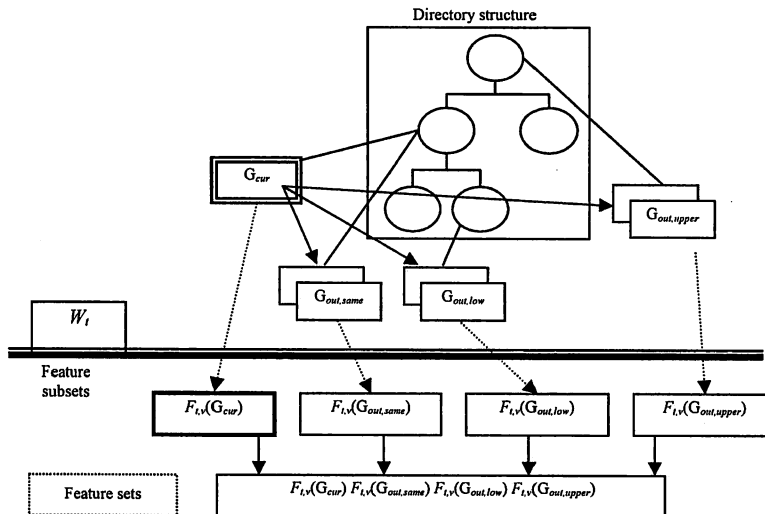 Directory structure
G_cur
G_out,upper
G_out,same
G_out,low
W_t
Feature
subsets
F_t,v(G_cur)
F_t,v(G_out,same)
F_t,v(G_out,low)
F_t,v(G_out,upper)
Feature sets
F_t,v(G_cur) F_t,v(G_out,same) F_t,v(G_out,low) F_t,v(G_out,upper)